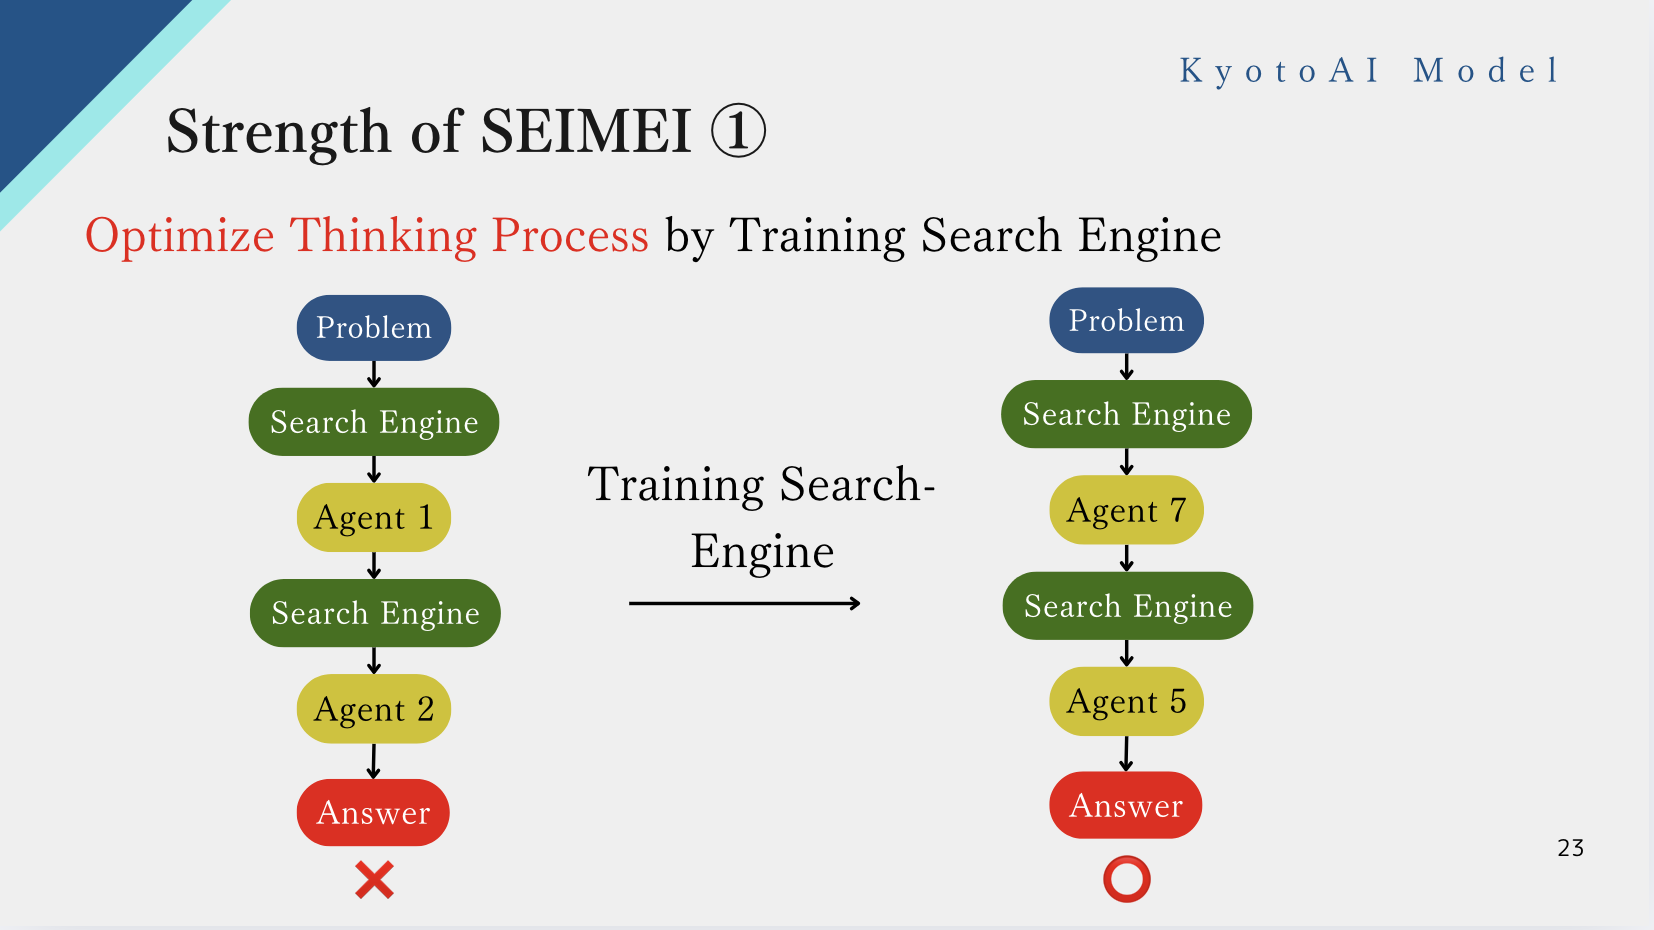 KyotoAI Model
Strength of SEIMEI ①
Optimize Thinking Process by Training Search Engine
Problem
Search Engine
Agent 1
Search Engine
Agent 2
Answer
Training Search-
Engine
Problem
Search Engine
Agent 7
Search Engine
Agent 5
Answer
23